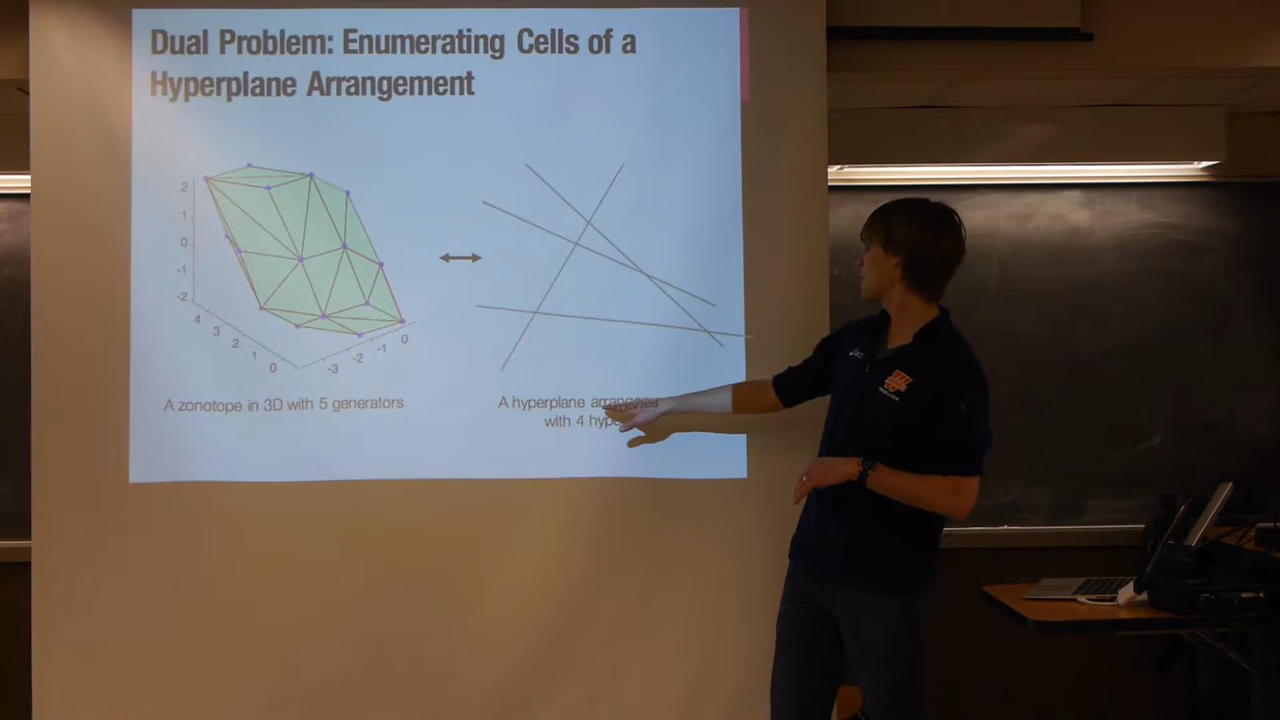 Dual Problem: Enumerating Cells of a
Hyperplane Arrangement
2
1
0
-1
-2
4
3
2
1
0
-3
-2
-1
0
A zonotope in 3D with 5 generators
A hyperplane
with 4